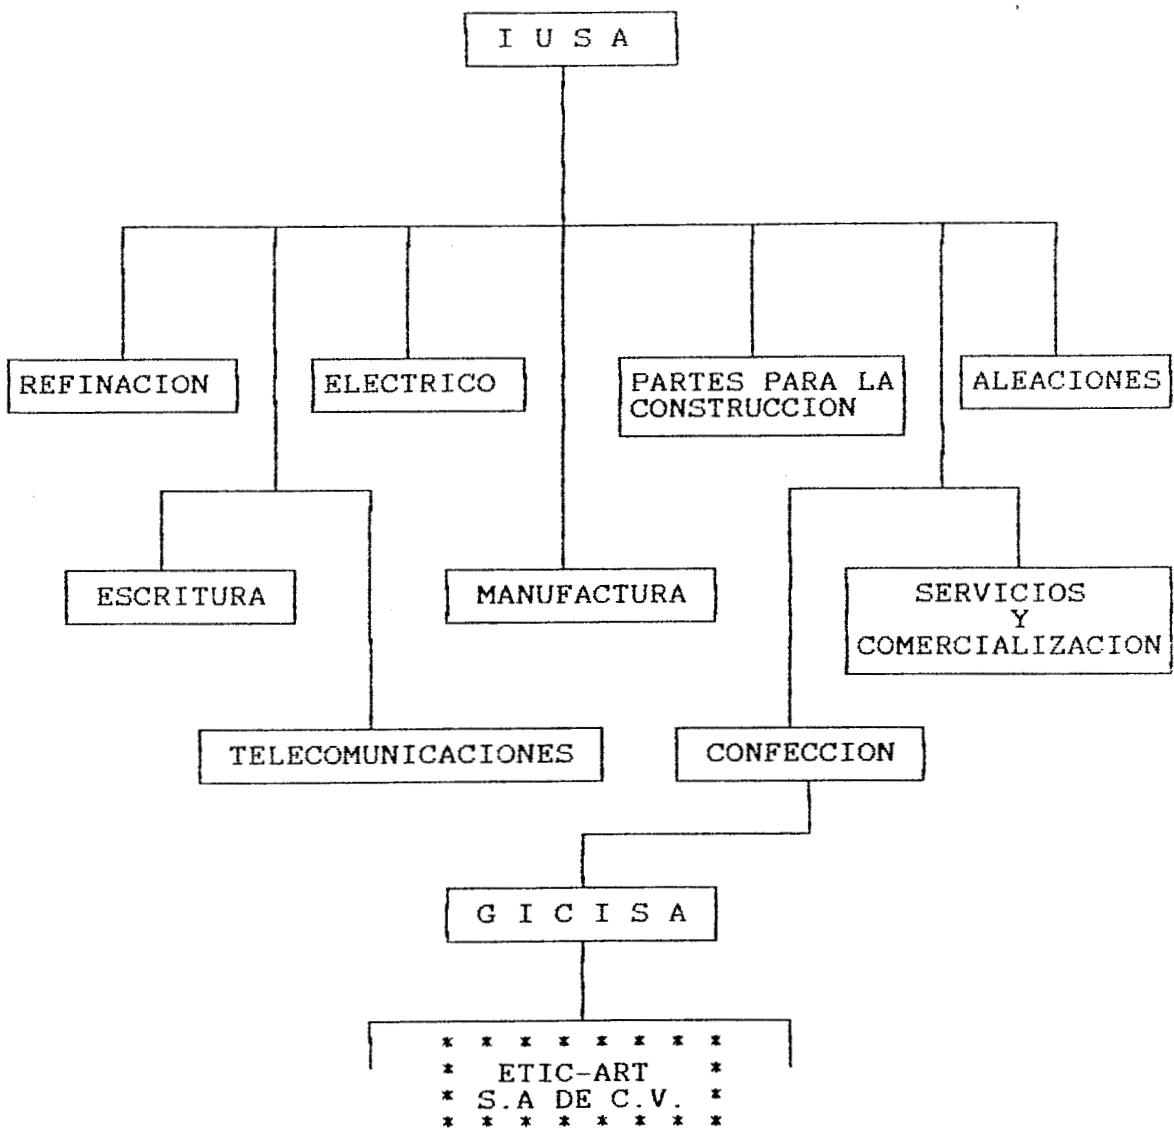 I U S A
REFINACION
ELECTRICO
PARTES PARA LA
CONSTRUCCION
ALEACIONES
ESCRITURA
MANUFACTURA
SERVICIOS
Y
COMERCIALIZACION
TELECOMUNICACIONES
CONFECCION
G I C I S A
* * * * * * * *
* ETIC-ART *
* S.A DE C.V. *
* * * * * * * *